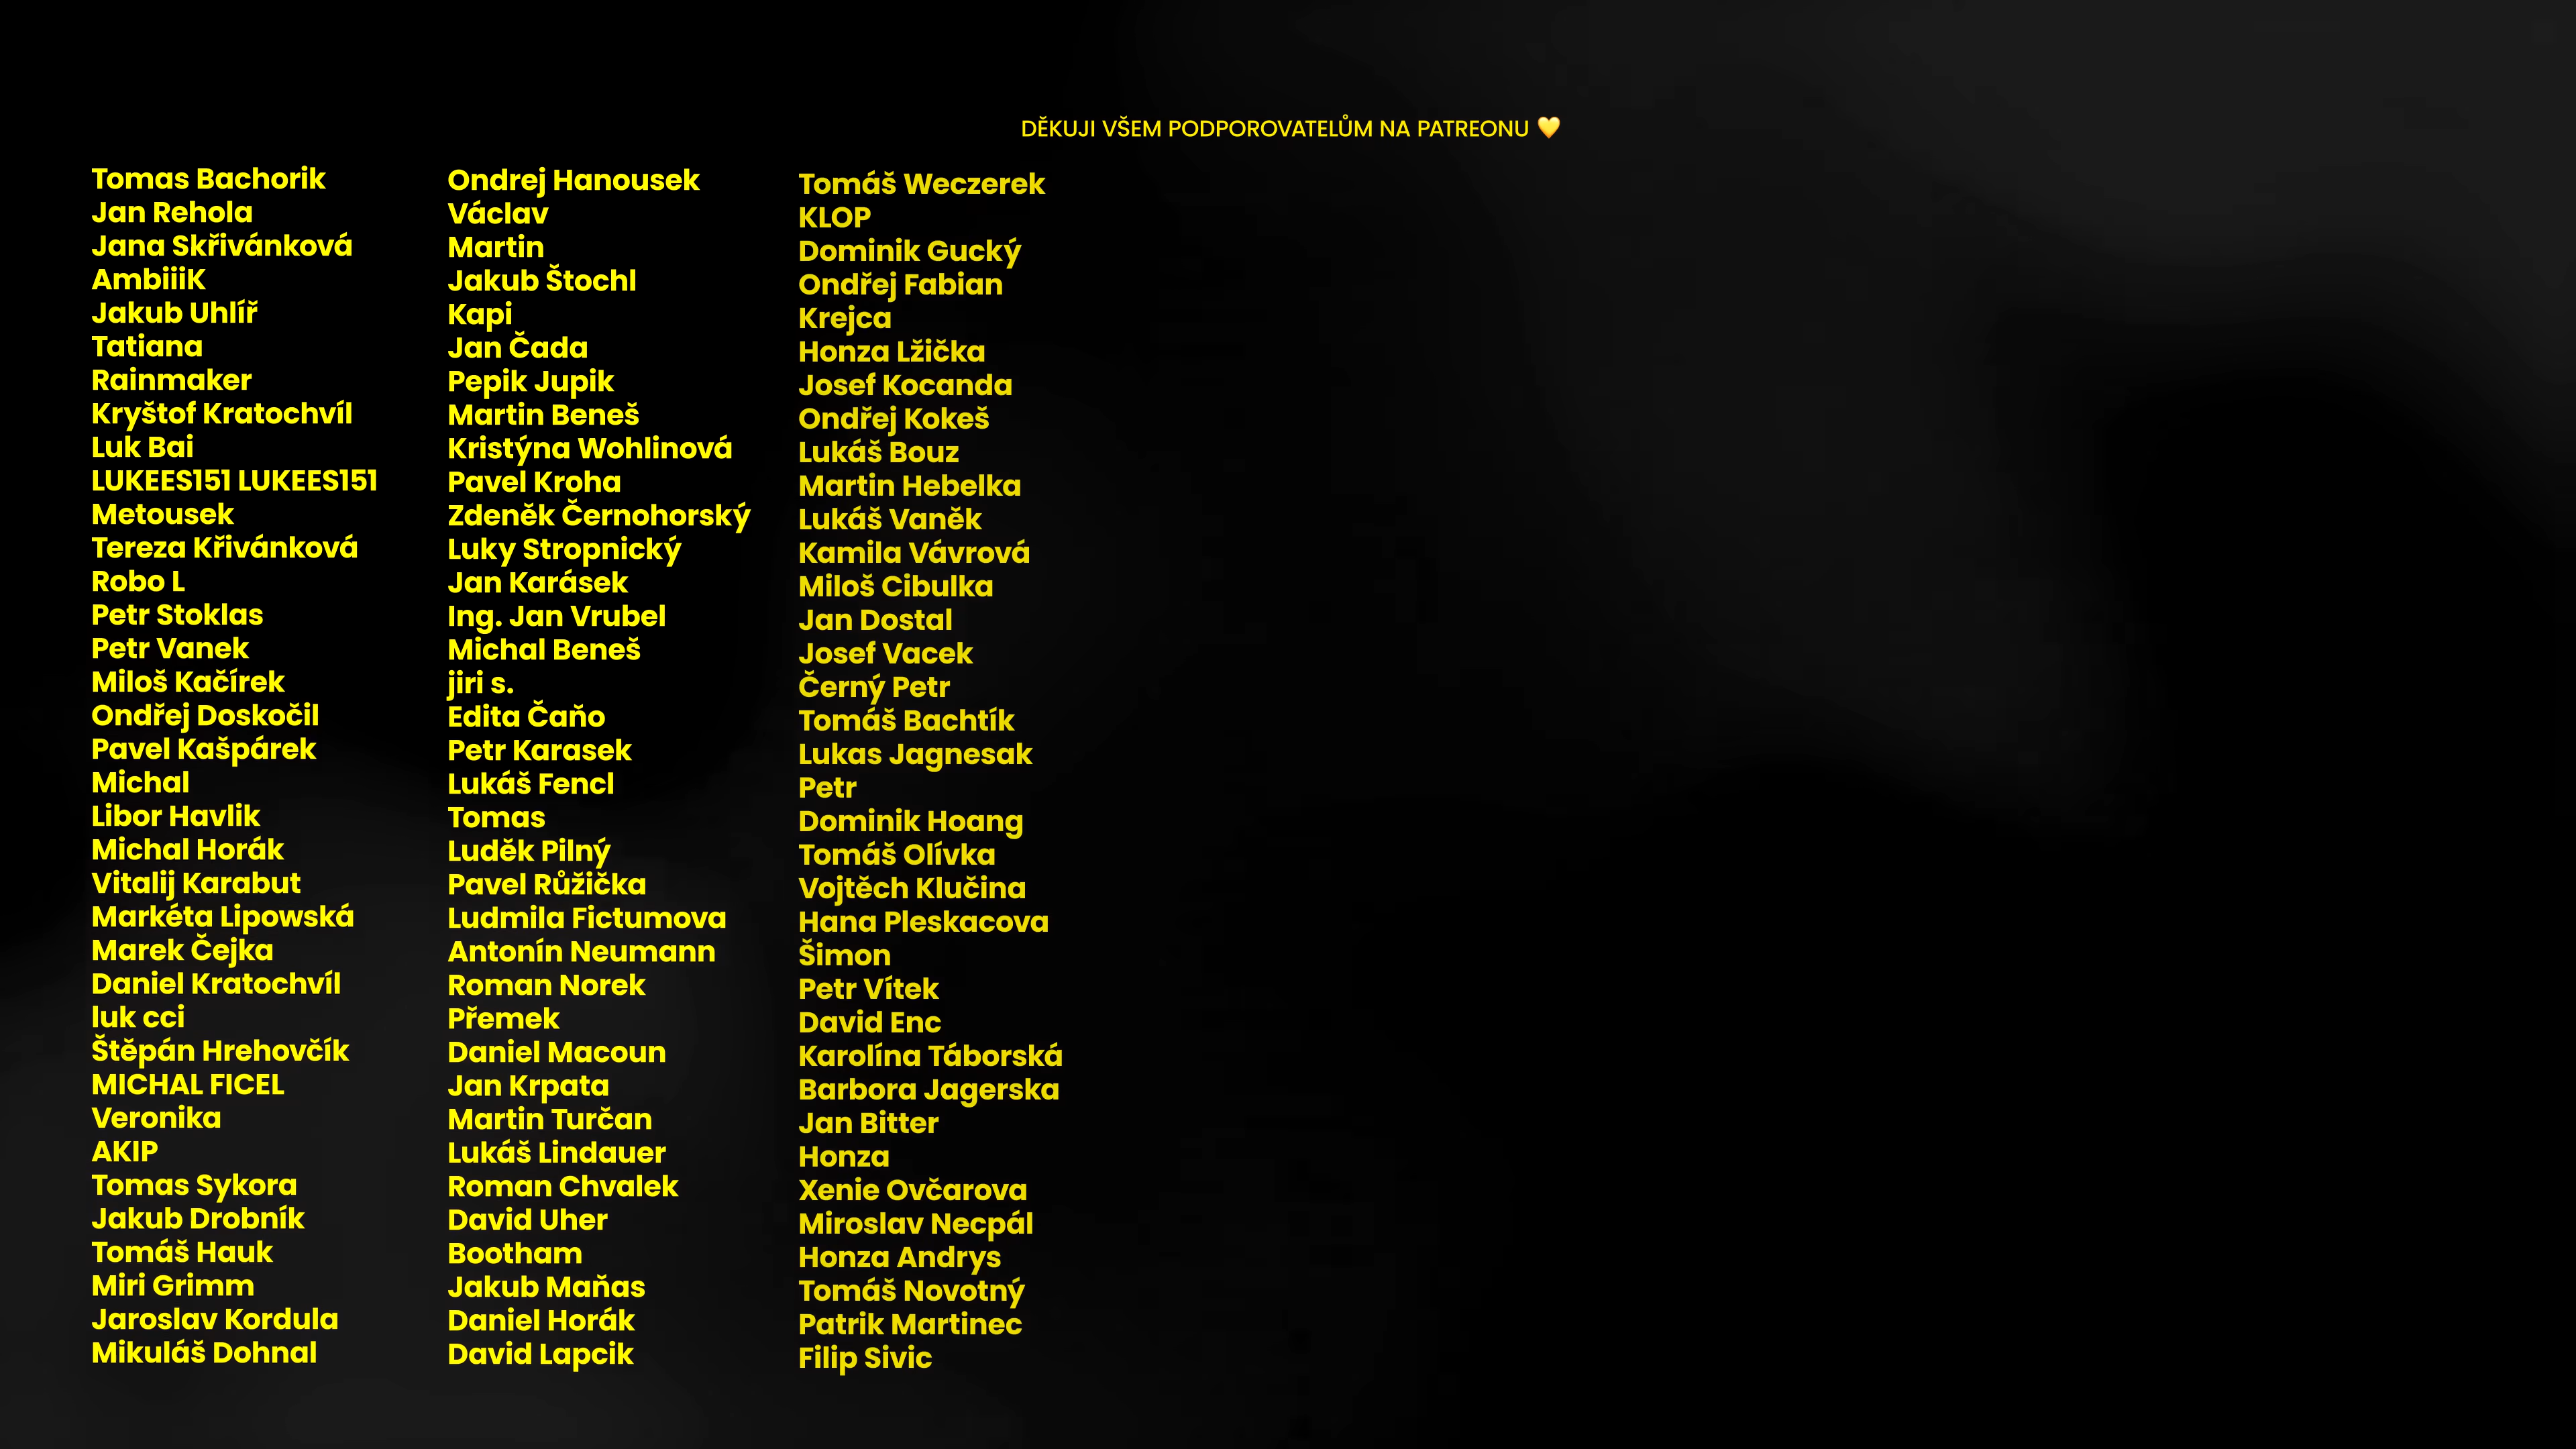 DĚKUJI VŠEM PODPOROVATELŮM NA PATREONU 💛
Tomas Bachorik
Jan Rehola
Jana Skřivánková
AmbiiiK
Jakub Uhlíř
Tatiana
Rainmaker
Kryštof Kratochvíl
Luk Bai
LUKEES151 LUKEES151
Metousek
Tereza Křivánková
Robo L
Petr Stoklas
Petr Vanek
Miloš Kačírek
Ondřej Doskočil
Pavel Kašpárek
Michal
Libor Havlik
Michal Horák
Vitalij Karabut
Markéta Lipowská
Marek Čejka
Daniel Kratochvíl
luk cci
Štěpán Hrehovčík
MICHAL FICEL
Veronika
AKIP
Tomas Sykora
Jakub Drobník
Tomáš Hauk
Miri Grimm
Jaroslav Kordula
Mikuláš Dohnal
Ondrej Hanousek
Václav
Martin
Jakub Štochl
Kapi
Jan Čada
Pepik Jupik
Martin Beneš
Kristýna Wohlinová
Pavel Kroha
Zdeněk Černohorský
Luky Stropnický
Jan Karásek
Ing. Jan Vrubel
Michal Beneš
jiri s.
Edita Čaňo
Petr Karasek
Lukáš Fencl
Tomas
Luděk Pilný
Pavel Růžička
Ludmila Fictumova
Antonín Neumann
Roman Norek
Přemek
Daniel Macoun
Jan Krpata
Martin Turčan
Lukáš Lindauer
Roman Chvalek
David Uher
Bootham
Jakub Maňas
Daniel Horák
David Lapcik
Tomáš Weczerek
KLOP
Dominik Gucký
Ondřej Fabian
Krejca
Honza Lžička
Josef Kocanda
Ondřej Kokeš
Lukáš Bouz
Martin Hebelka
Lukáš Vaněk
Kamila Vávrová
Miloš Cibulka
Jan Dostal
Josef Vacek
Černý Petr
Tomáš Bachtík
Lukas Jagnesak
Petr
Dominik Hoang
Tomáš Olívka
Vojtěch Klučina
Hana Pleskacova
Šimon
Petr Vítek
David Enc
Karolína Táborská
Barbora Jagerska
Jan Bitter
Honza
Xenie Ovčarova
Miroslav Necpál
Honza Andrys
Tomáš Novotný
Patrik Martinec
Filip Sivic